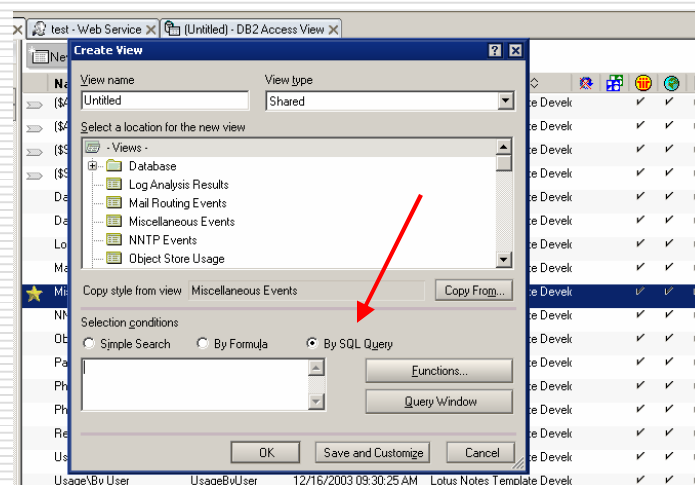 test - Web Service
(Untitled) - DB2 Access View
Create View
View name
View type
Untitled
Shared
Select a location for the new view
- Views -
Database
Log Analysis Results
Mail Routing Events
Miscellaneous Events
NNTP Events
Object Store Usage
Copy style from view
Miscellaneous Events
Copy From...
Selection conditions
Simple Search
By Formula
By SQL Query
Functions...
Query Window
OK
Save and Customize
Cancel
Usage\By User
UsageByUser
12/16/2003 09:30:25 AM
Lotus Notes Template Develo